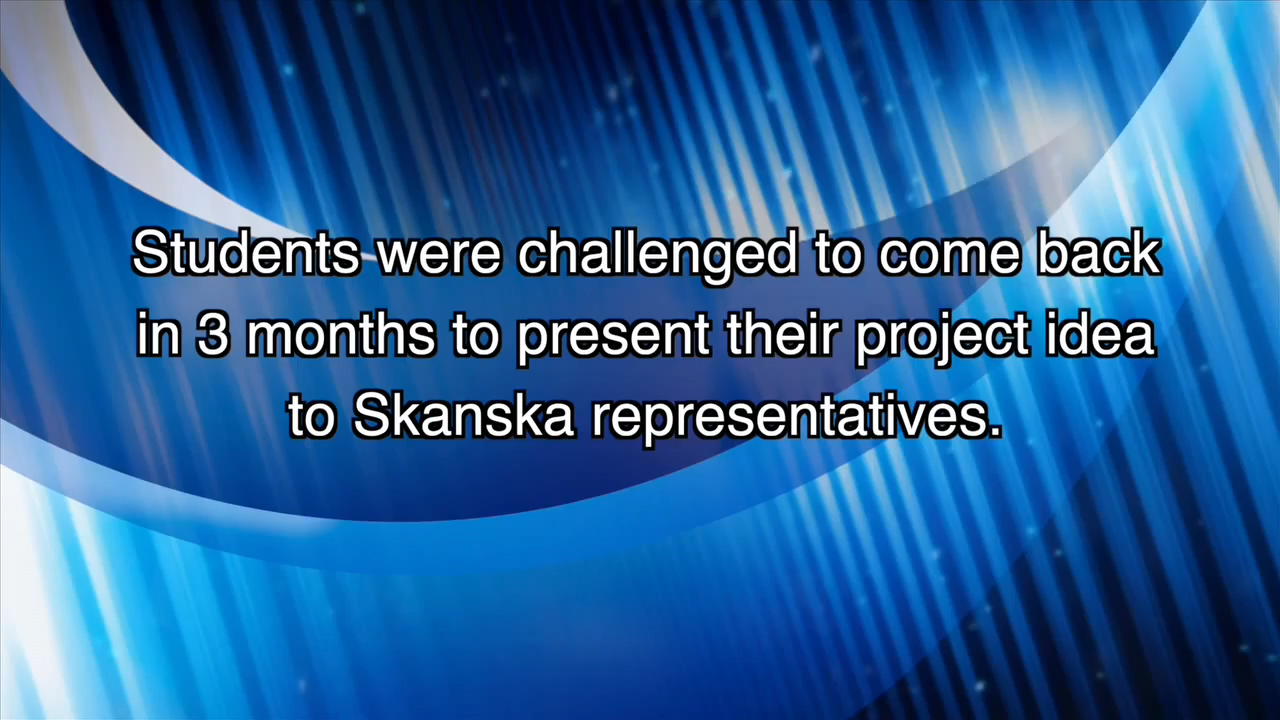 Students were challenged to come back
in 3 months to present their project idea
to Skanska representatives.